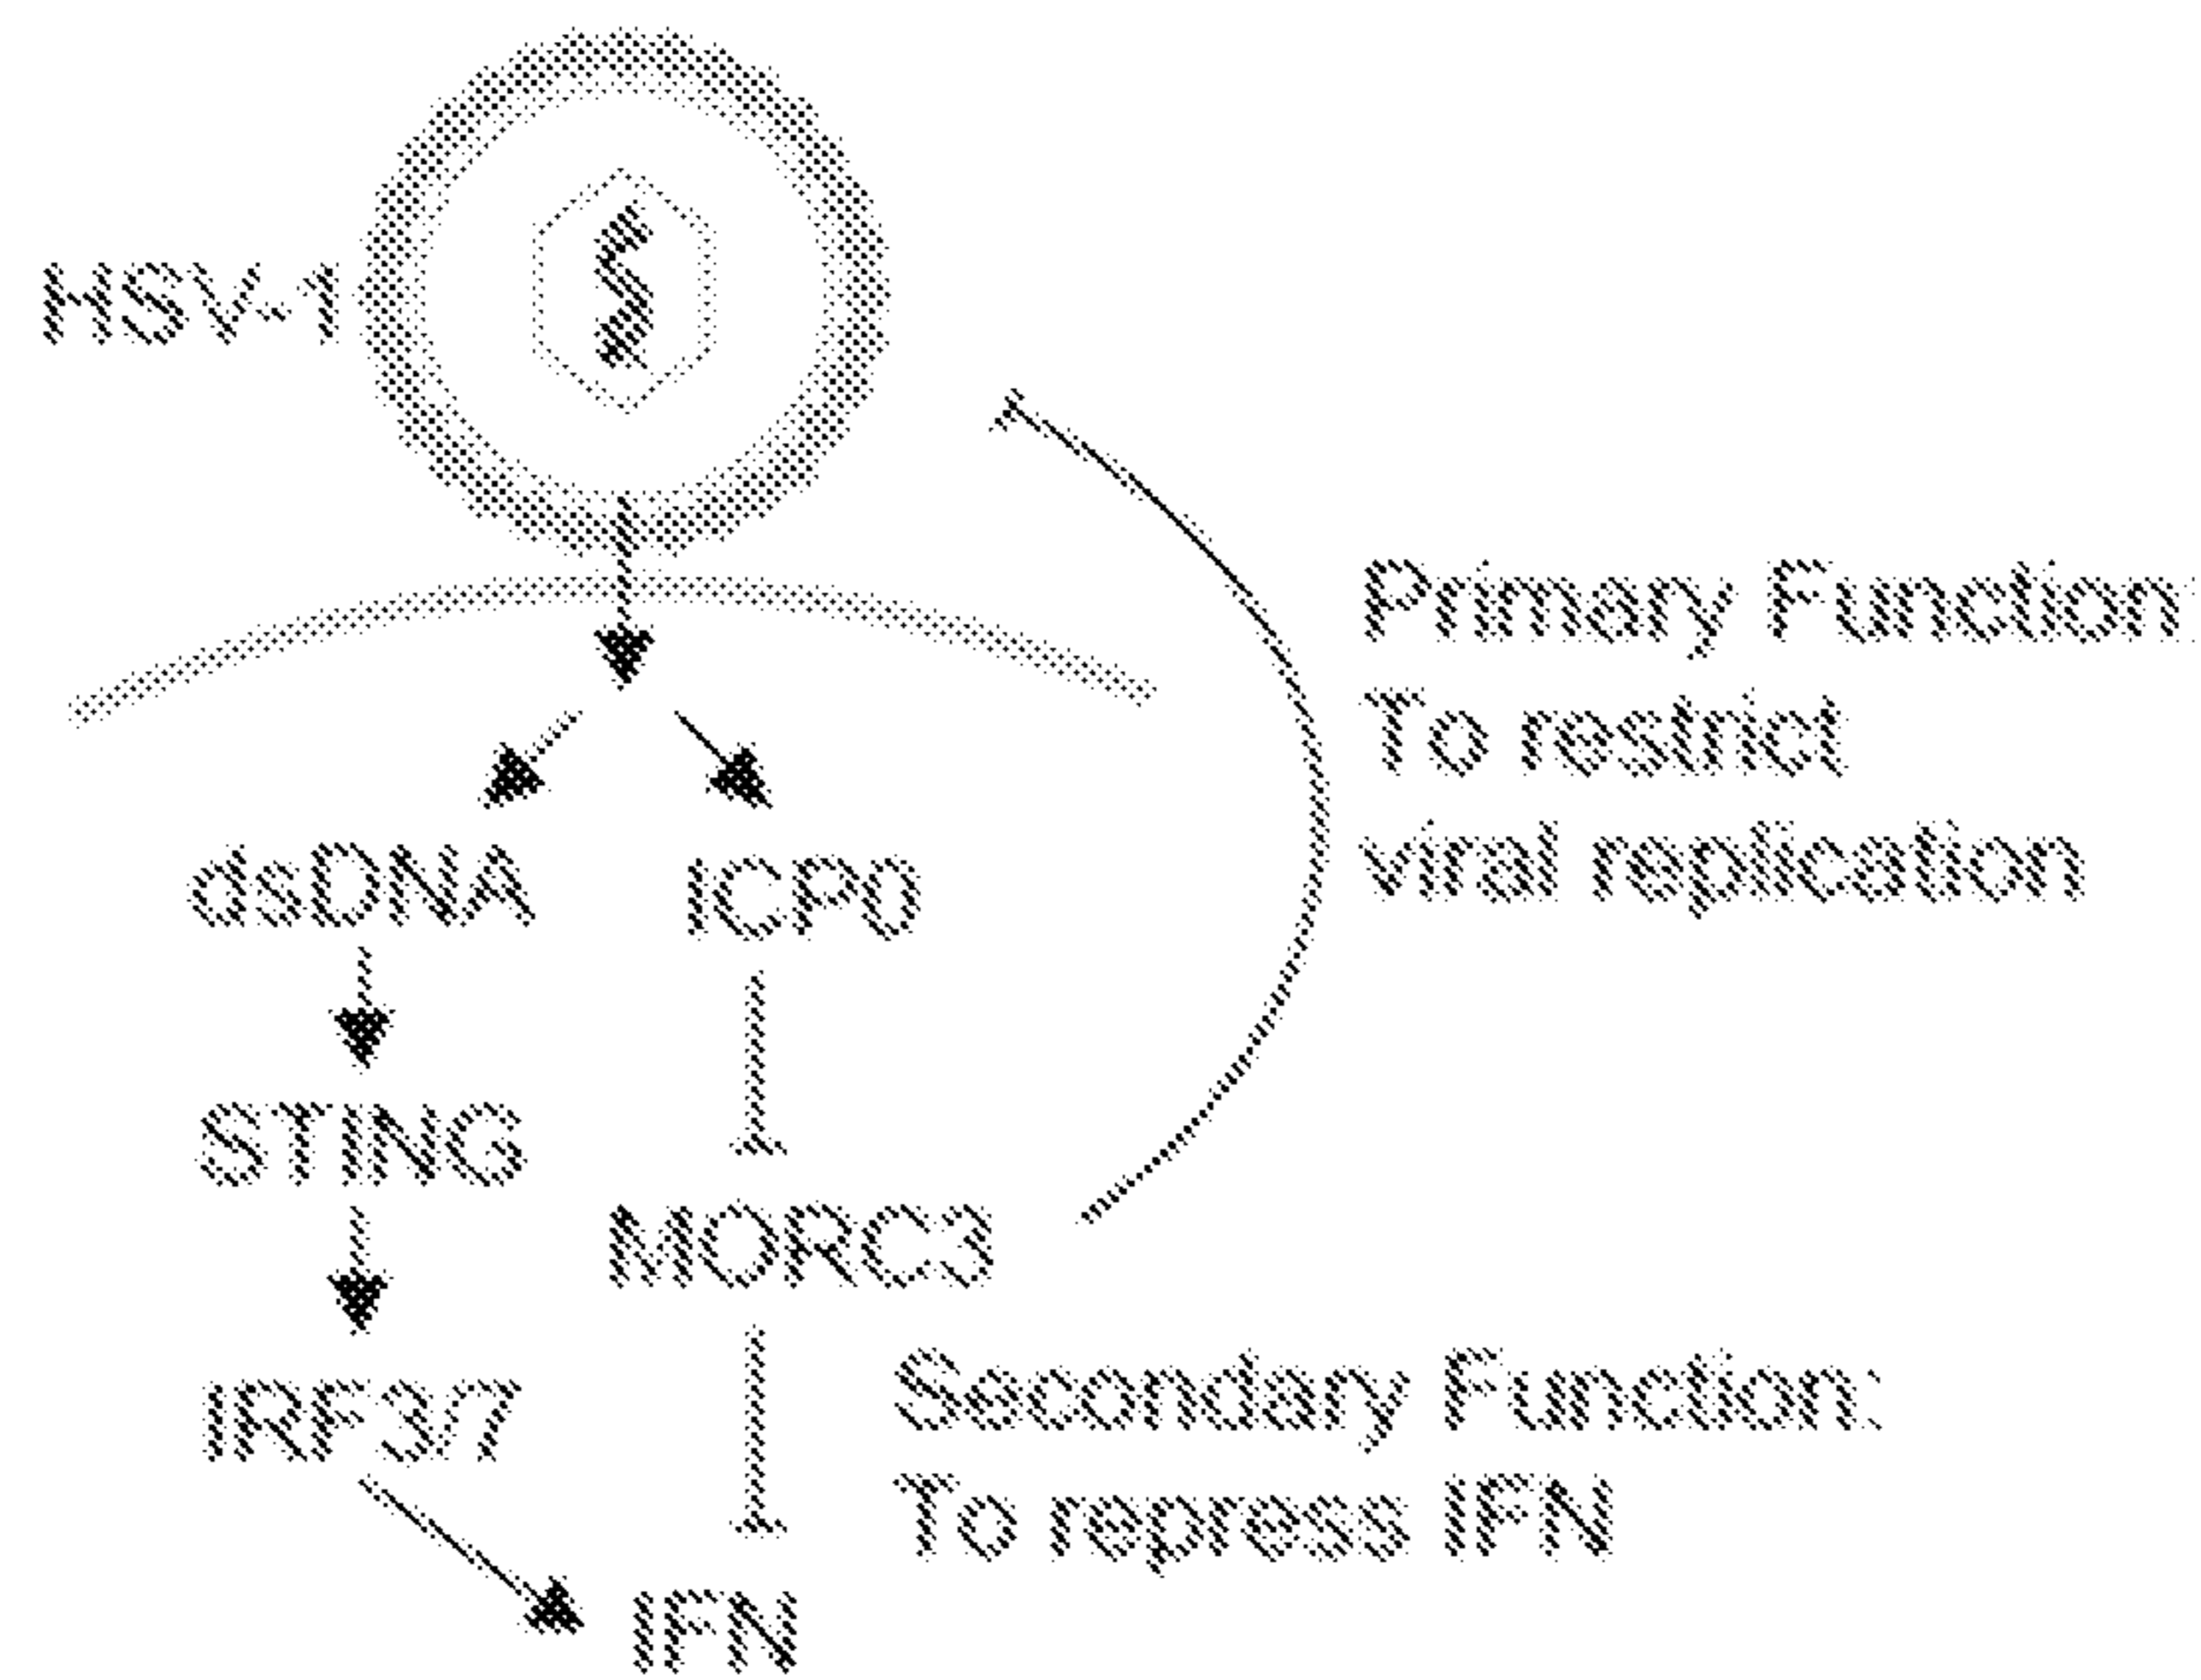 HSV-1
Primary Function:
To restrict
viral replication
dsDNA
ICP0
STING
MORC3
IRF3/7
Secondary Function:
To repress IFN
IFN